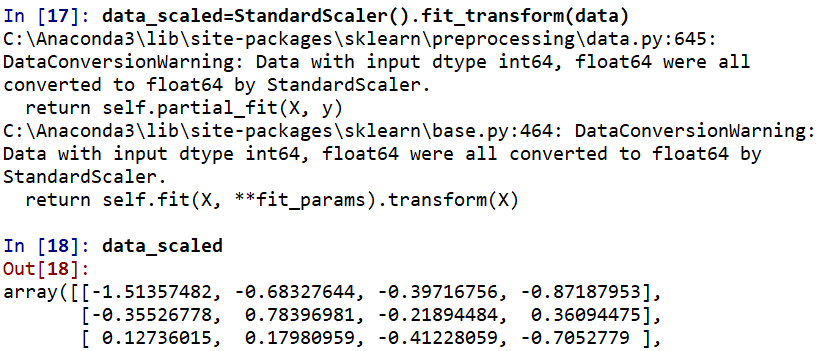 In [17]: data_scaled=StandardScaler().fit_transform(data)
C:\Anaconda3\lib\site-packages\sklearn\preprocessing\data.py:645:
DataConversionWarning: Data with input dtype int64, float64 were all
converted to float64 by StandardScaler.
  return self.partial_fit(X, y)
C:\Anaconda3\lib\site-packages\sklearn\base.py:464: DataConversionWarning:
Data with input dtype int64, float64 were all converted to float64 by
StandardScaler.
  return self.fit(X, **fit_params).transform(X)
In [18]: data_scaled
Out[18]:
array([[-1.51357482, -0.68327644, -0.39716756, -0.87187953],
       [-0.35526778,  0.78396981, -0.21894484,  0.36094475],
       [ 0.12736015,  0.17980959, -0.41228059, -0.7052779 ],